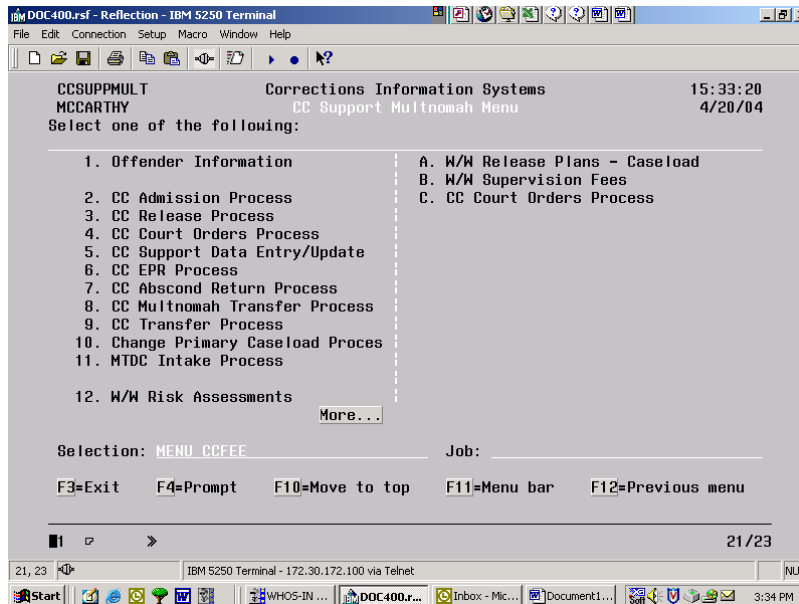 DOC400.rsf - Reflection - IBM 5250 Terminal
File Edit Connection Setup Macro Window Help
CCSUPPMULT Corrections Information Systems 15:33:20
MCCARTHY CC Support Multnomah Menu 4/20/04
Select one of the following:
1. Offender Information A. W/W Release Plans - Caseload
B. W/W Supervision Fees
2. CC Admission Process C. CC Court Orders Process
3. CC Release Process
4. Court Orders Process
5. CC Support Data Entry/Update
6. CC EPR Process
7. CC Abscond Return Process
8. CC Multnomah Transfer Process
9. CC Transfer Process
10. Change Primary Caseload Proces
11. MTDC Intake Process
12. W/W Risk Assessments
More...
Selection: MENU CCFEE Job:
F3=Exit F4=Prompt F10=Move to top F11=Menu bar F12=Previous menu
1 21/23
21, 23 IBM 5250 Terminal - 172.30.172.100 via Telnet NU
Start WHOS-IN ... DOC400.r... Inbox - Mic... Document1... 3:34 PM